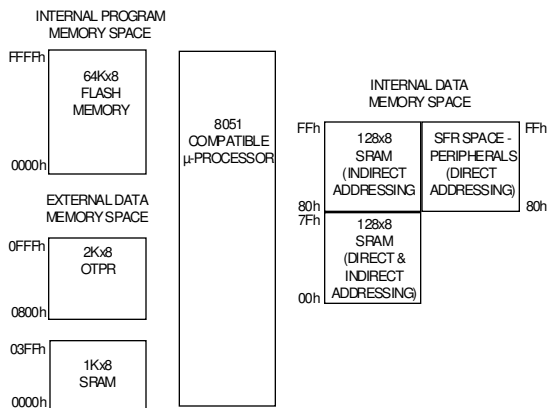 INTERNAL PROGRAM
MEMORY SPACE
FFFFh
64Kx8
FLASH
MEMORY
0000h
EXTERNAL DATA
MEMORY SPACE
0FFFh
2Kx8
OTPR
0800h
03FFh
1Kx8
SRAM
0000h
8051
COMPATIBLE
µ-PROCESSOR
INTERNAL DATA
MEMORY SPACE
FFh
128x8
SRAM
(INDIRECT
ADDRESSING
80h
SFR SPACE -
PERIPHERALS
(DIRECT
ADDRESSING)
FFh
80h
7Fh
128x8
SRAM
(DIRECT &
INDIRECT
ADDRESSING)
00h